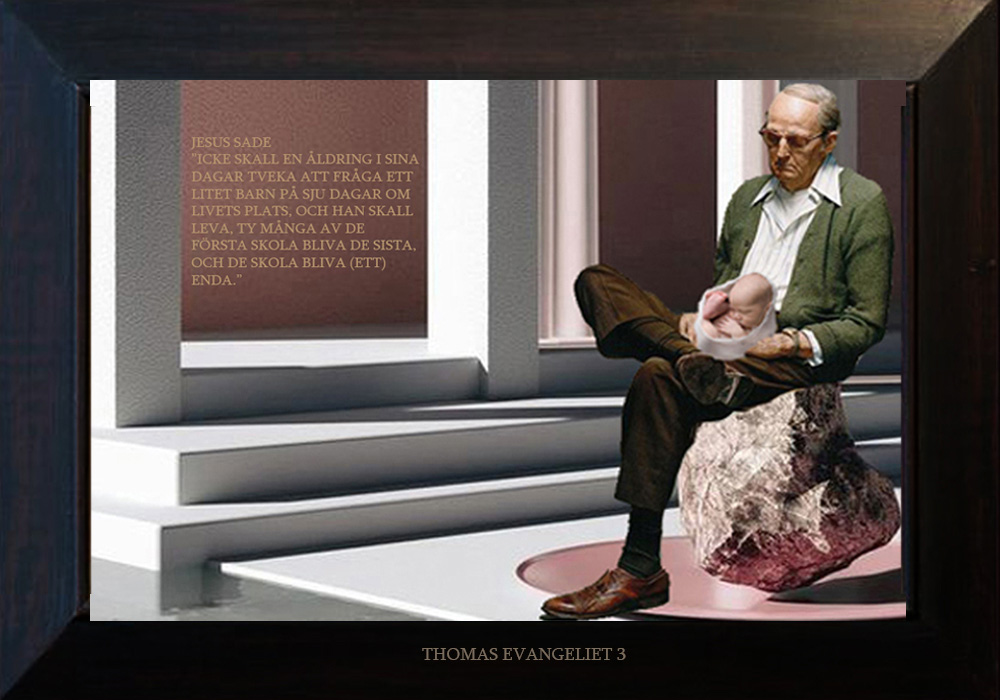 JESUS SADE
"ICKE SKALL EN ÅLDRING I SINA
DAGAR TVEKA ATT FRÅGA ETT
LITET BARN PÅ SJU DAGAR OM
LIVETS PLATS; OCH HAN SKALL
LEVA, TY MÅNGA AV DE
FÖRSTA SKOLA BLIVA DE SISTA,
OCH DE SKOLA BLIVA (ETT)
ENDA."
THOMAS EVANGELIET 3